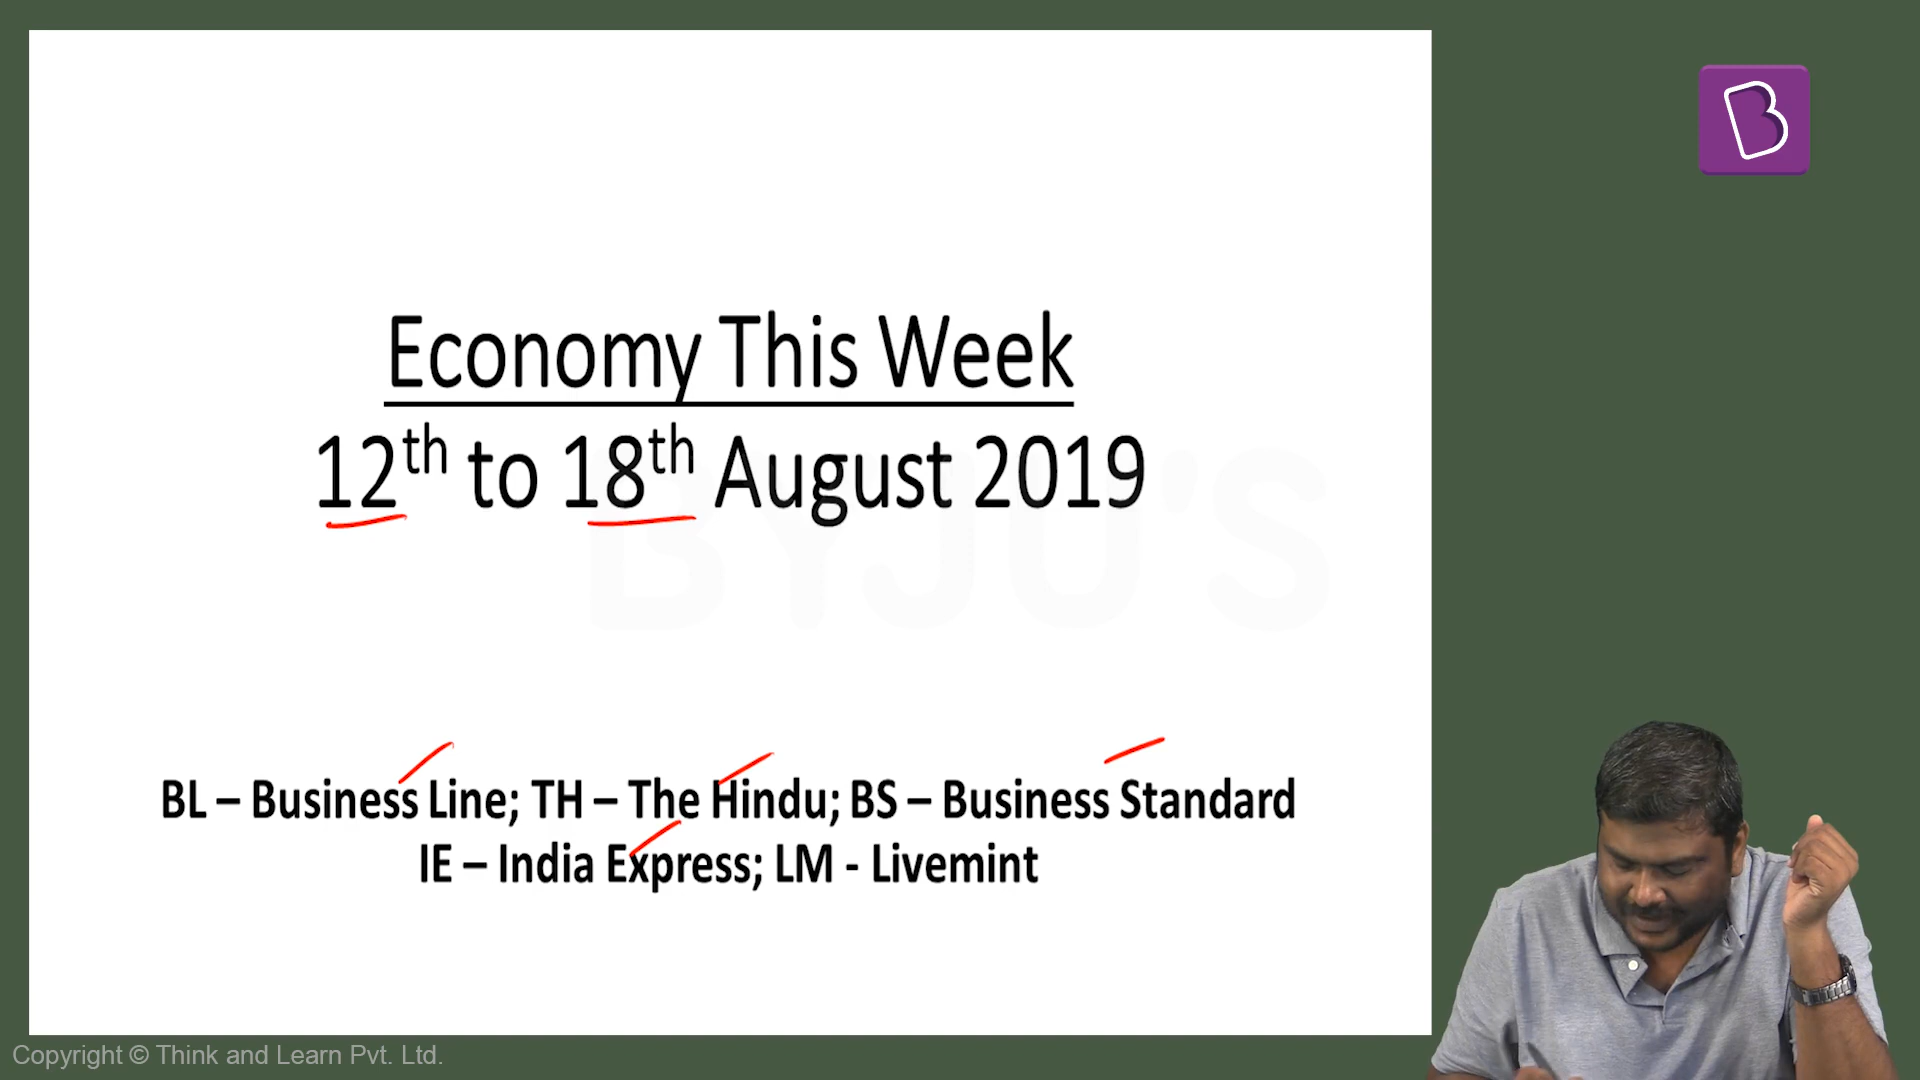 B
Economy This Week
12th to 18th August 2019
BYJU'S
BL – Business Line; TH – The Hindu; BS – Business Standard
IE – India Express; LM - Livemint
Copyright © Think and Learn Pvt. Ltd.